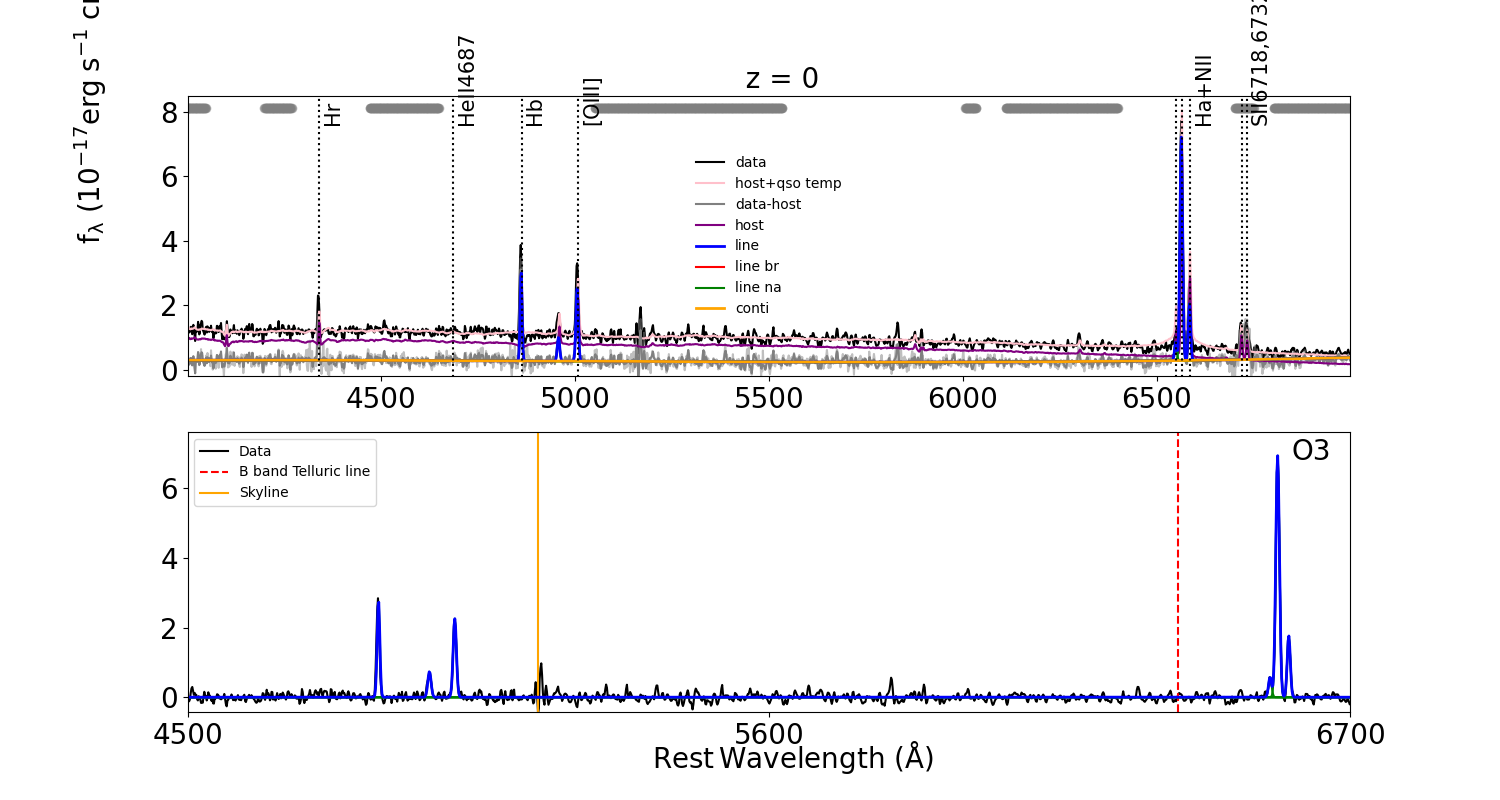 z = 0
f_λ (10^−17 erg s^−1
Hr
HeII4687
Hb
[OIII]
Ha+NII
SII6718,6732
8
6
4
2
0
data
host+qso temp
data-host
host
line
line br
line na
conti
4500 5000 5500 6000 6500
O3
Data
B band Telluric line
Skyline
6
4
2
0
4500 5600 6700
Rest Wavelength (Å)